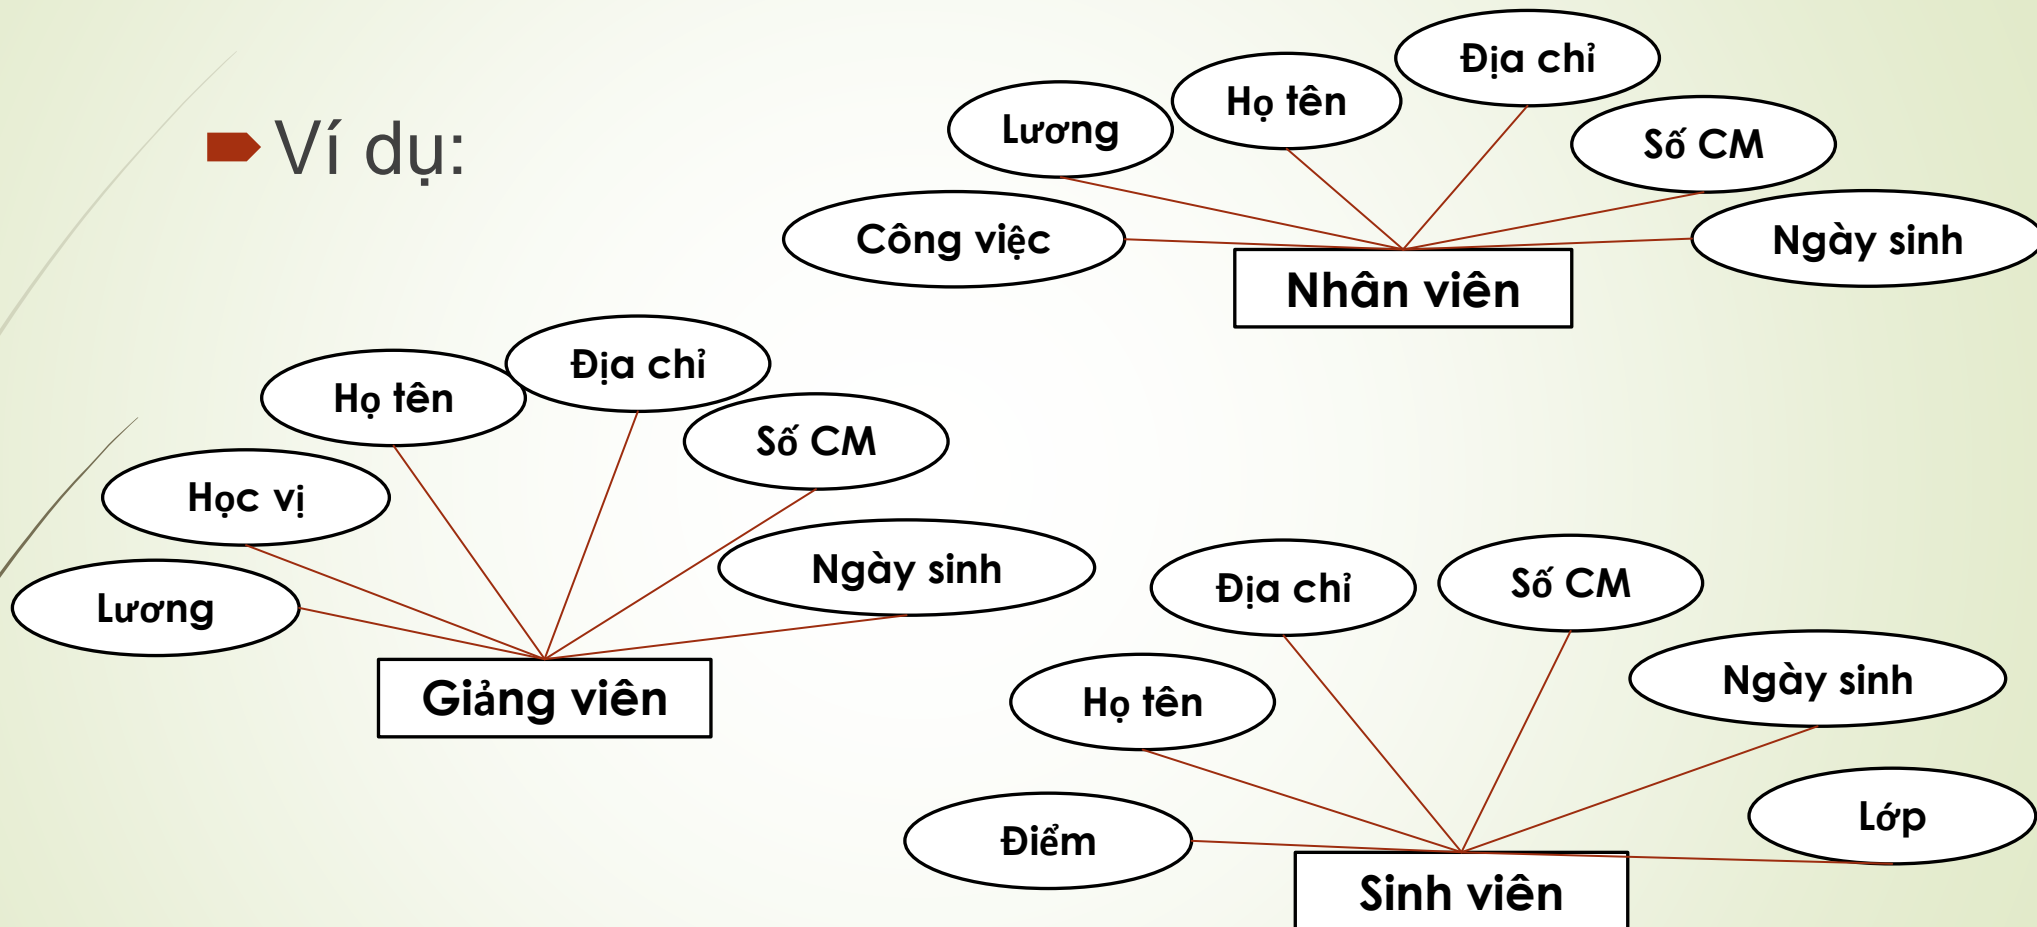 Ví dụ:
Địa chỉ
Họ tên
Lương
Số CM
Công việc
Ngày sinh
Nhân viên
Địa chỉ
Họ tên
Số CM
Học vị
Ngày sinh
Lương
Giảng viên
Địa chỉ
Số CM
Họ tên
Ngày sinh
Điểm
Lớp
Sinh viên